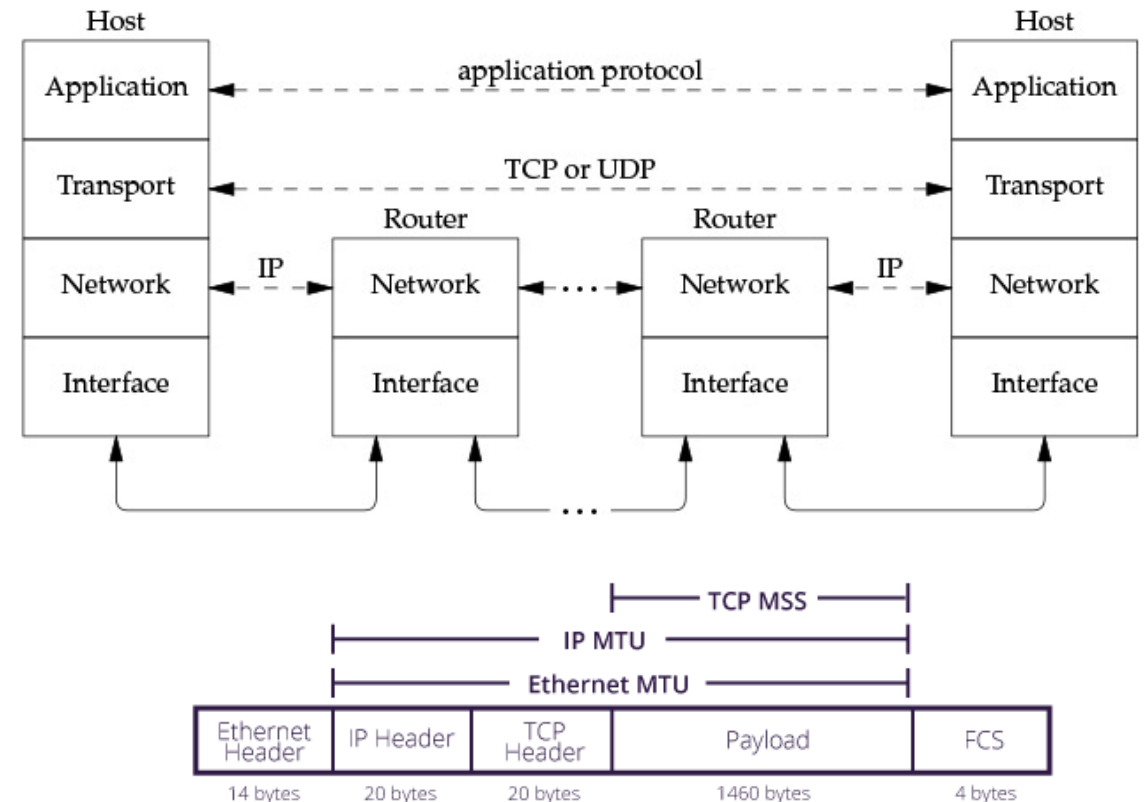 Host
Host
Application
application protocol
Application
Transport
TCP or UDP
Transport
Router
Router
Network
IP
Network
...
Network
IP
Network
Interface
Interface
Interface
Interface
...
TCP MSS
IP MTU
Ethernet MTU
Ethernet
Header
IP Header
TCP
Header
Payload
FCS
14 bytes
20 bytes
20 bytes
1460 bytes
4 bytes